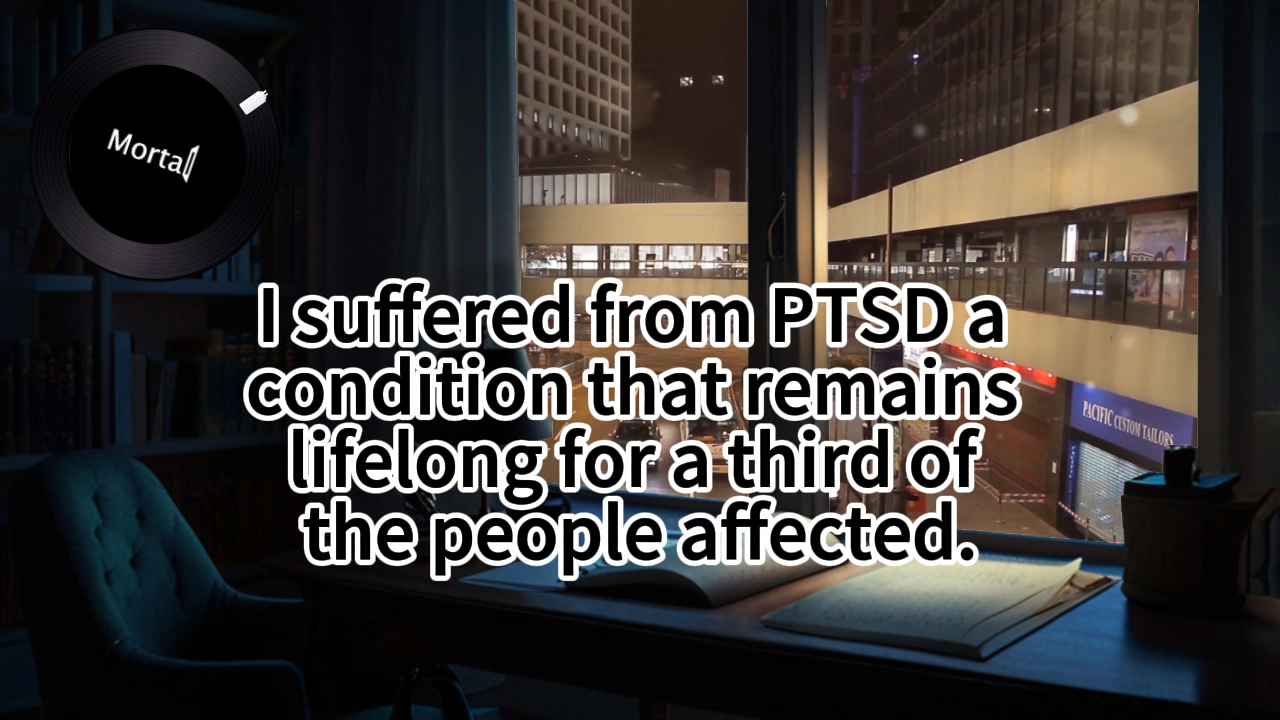 Mortal
I suffered from PTSD a
condition that remains
lifelong for a third of
the people affected.
PACIFIC CUSTOM TAILORS